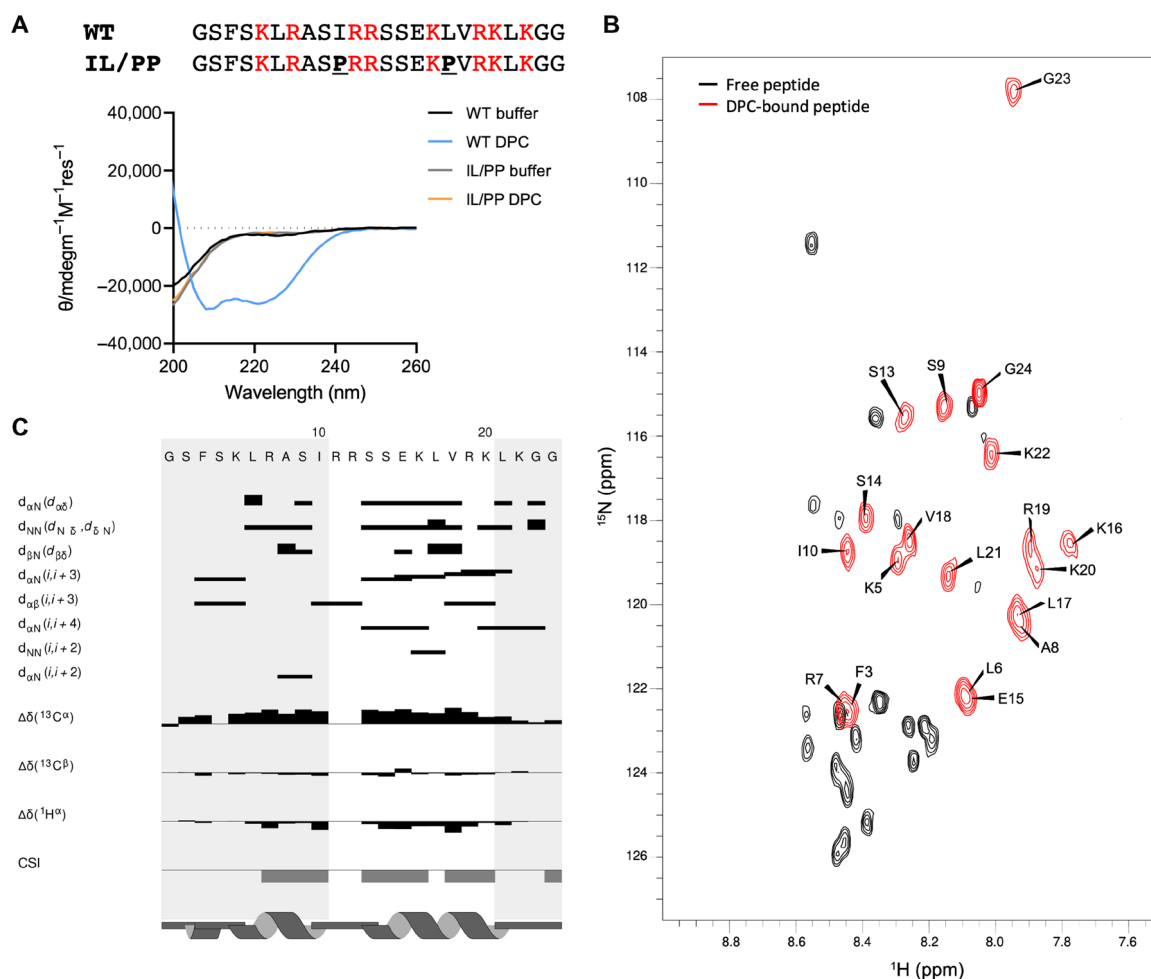 A
WT GSFSKLRASIRRSSEKLVRKLKGG
IL/PP GSFSKLRASPRRSSEKPVRKLKGG
40,000
20,000
0
−20,000
−40,000
θ/mdegm⁻¹M⁻¹res⁻¹
200 220 240 260
Wavelength (nm)
WT buffer
WT DPC
IL/PP buffer
IL/PP DPC
B
Free peptide
DPC-bound peptide
G23
S13
S9
G24
K22
S14
V18
R19
K16
I10
K5
L21
K20
L17
A8
R7
F3
L6
E15
108
110
112
114
116
118
120
122
124
126
¹⁵N (ppm)
8.8 8.6 8.4 8.2 8.0 7.8 7.6
¹H (ppm)
C
10 20
G S F S K L R A S I R R S S E K L V R K L K G G
dαN(dαδ)
dNN(dN δ ,dδ N)
dβN(dβδ)
dαN(i,i+3)
dαβ(i,i+3)
dαN(i,i+4)
dNN(i,i+2)
dαN(i,i+2)
Δδ(¹³Cα)
Δδ(¹³Cβ)
Δδ(¹Hα)
CSI